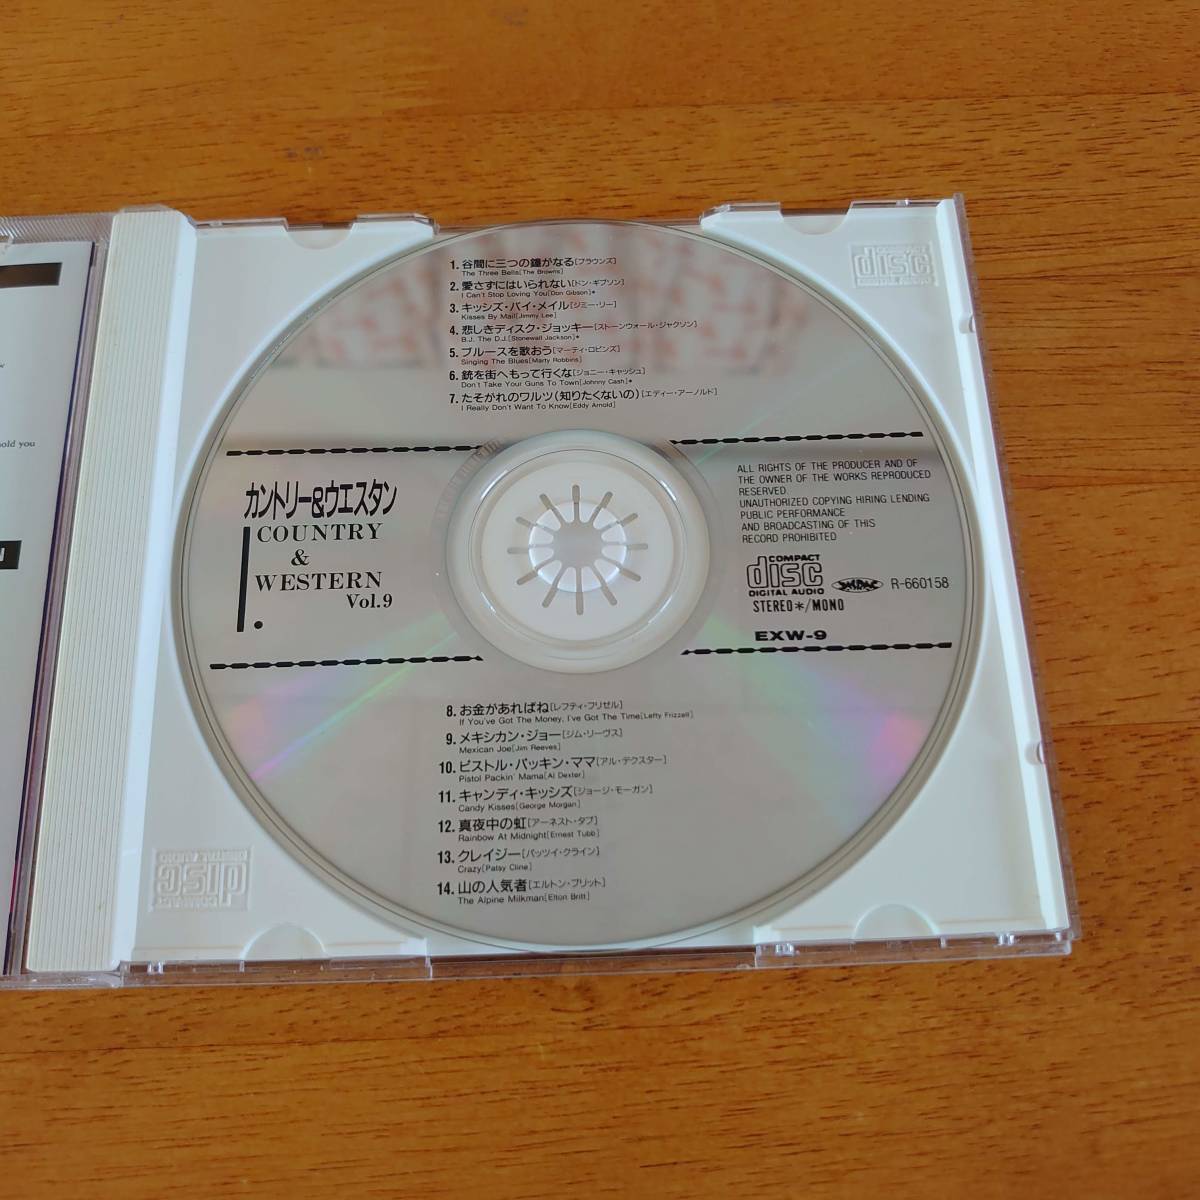 1. 谷間に三つの鐘がなる[ブラウンズ]
The Three Bells[The Browns]
2. 愛さずにはいられない[ドン・ギブソン]
I Can't Stop Loving You[Don Gibson]*
3. キッシズ・バイ・メイル[ジミー・リー]
Kisses By Mail[Jimmy Lee]
4. 悲しきディスク・ジョッキー[ストーンウォール・ジャクソン]
B.J. The D.J.[Stonewall Jackson]*
5. ブルースを歌おう[マーティ・ロビンズ]
Singing The Blues[Marty Robbins]
6. 銃を街へもって行くな[ジョニー・キャッシュ]
Don't Take Your Guns To Town[Johnny Cash]*
7. たそがれのワルツ(知りたくないの)[エディー・アーノルド]
I Really Don't Want To Know[Eddy Arnold]
カントリー&ウエスタン
COUNTRY
&
WESTERN
Vol.9
ALL RIGHTS OF THE PRODUCER AND OF
THE OWNER OF THE WORKS REPRODUCED
RESERVED.
UNAUTHORIZED COPYING HIRING LENDING
PUBLIC PERFORMANCE
AND BROADCASTING OF THIS
RECORD PROHIBITED
COMPACT
disc
DIGITAL AUDIO
R-660158
STEREO*/MONO
EXW-9
8. お金があればね[レフティ・フリゼル]
If You've Got The Money, I've Got The Time[Lefty Frizzell]
9. メキシカン・ジョー[ジム・リーヴス]
Mexican Joe[Jim Reeves]
10. ピストル・パッキン・ママ[アル・デクスター]
Pistol Packin' Mama[Al Dexter]
11. キャンディ・キッシズ[ジョージ・モーガン]
Candy Kisses[George Morgan]
12. 真夜中の虹[アーネスト・タブ]
Rainbow At Midnight[Ernest Tubb]
13. クレイジー[パッツイ・クライン]
Crazy[Patsy Cline]
14. 山の人気者[エルトン・ブリット]
The Alpine Milkman[Elton Britt]
COMPACT
disc
DIGITAL AUDIO
COMPACT
disc
DIGITAL AUDIO
old you